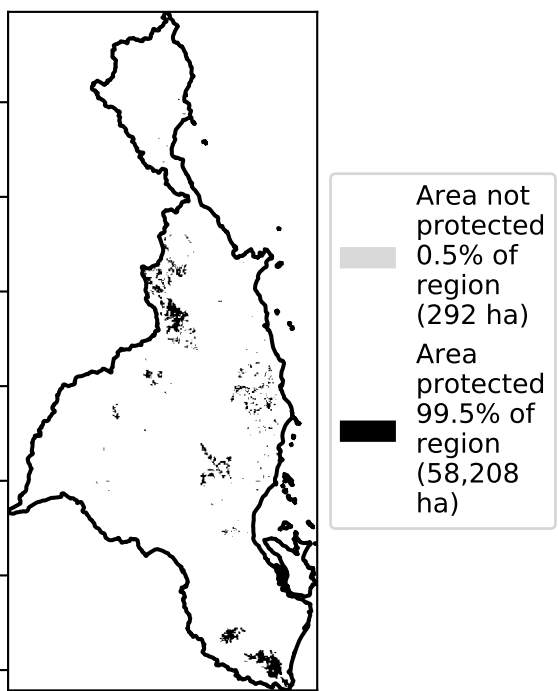 Area not
protected
0.5% of
region
(292 ha)
Area
protected
99.5% of
region
(58,208
ha)